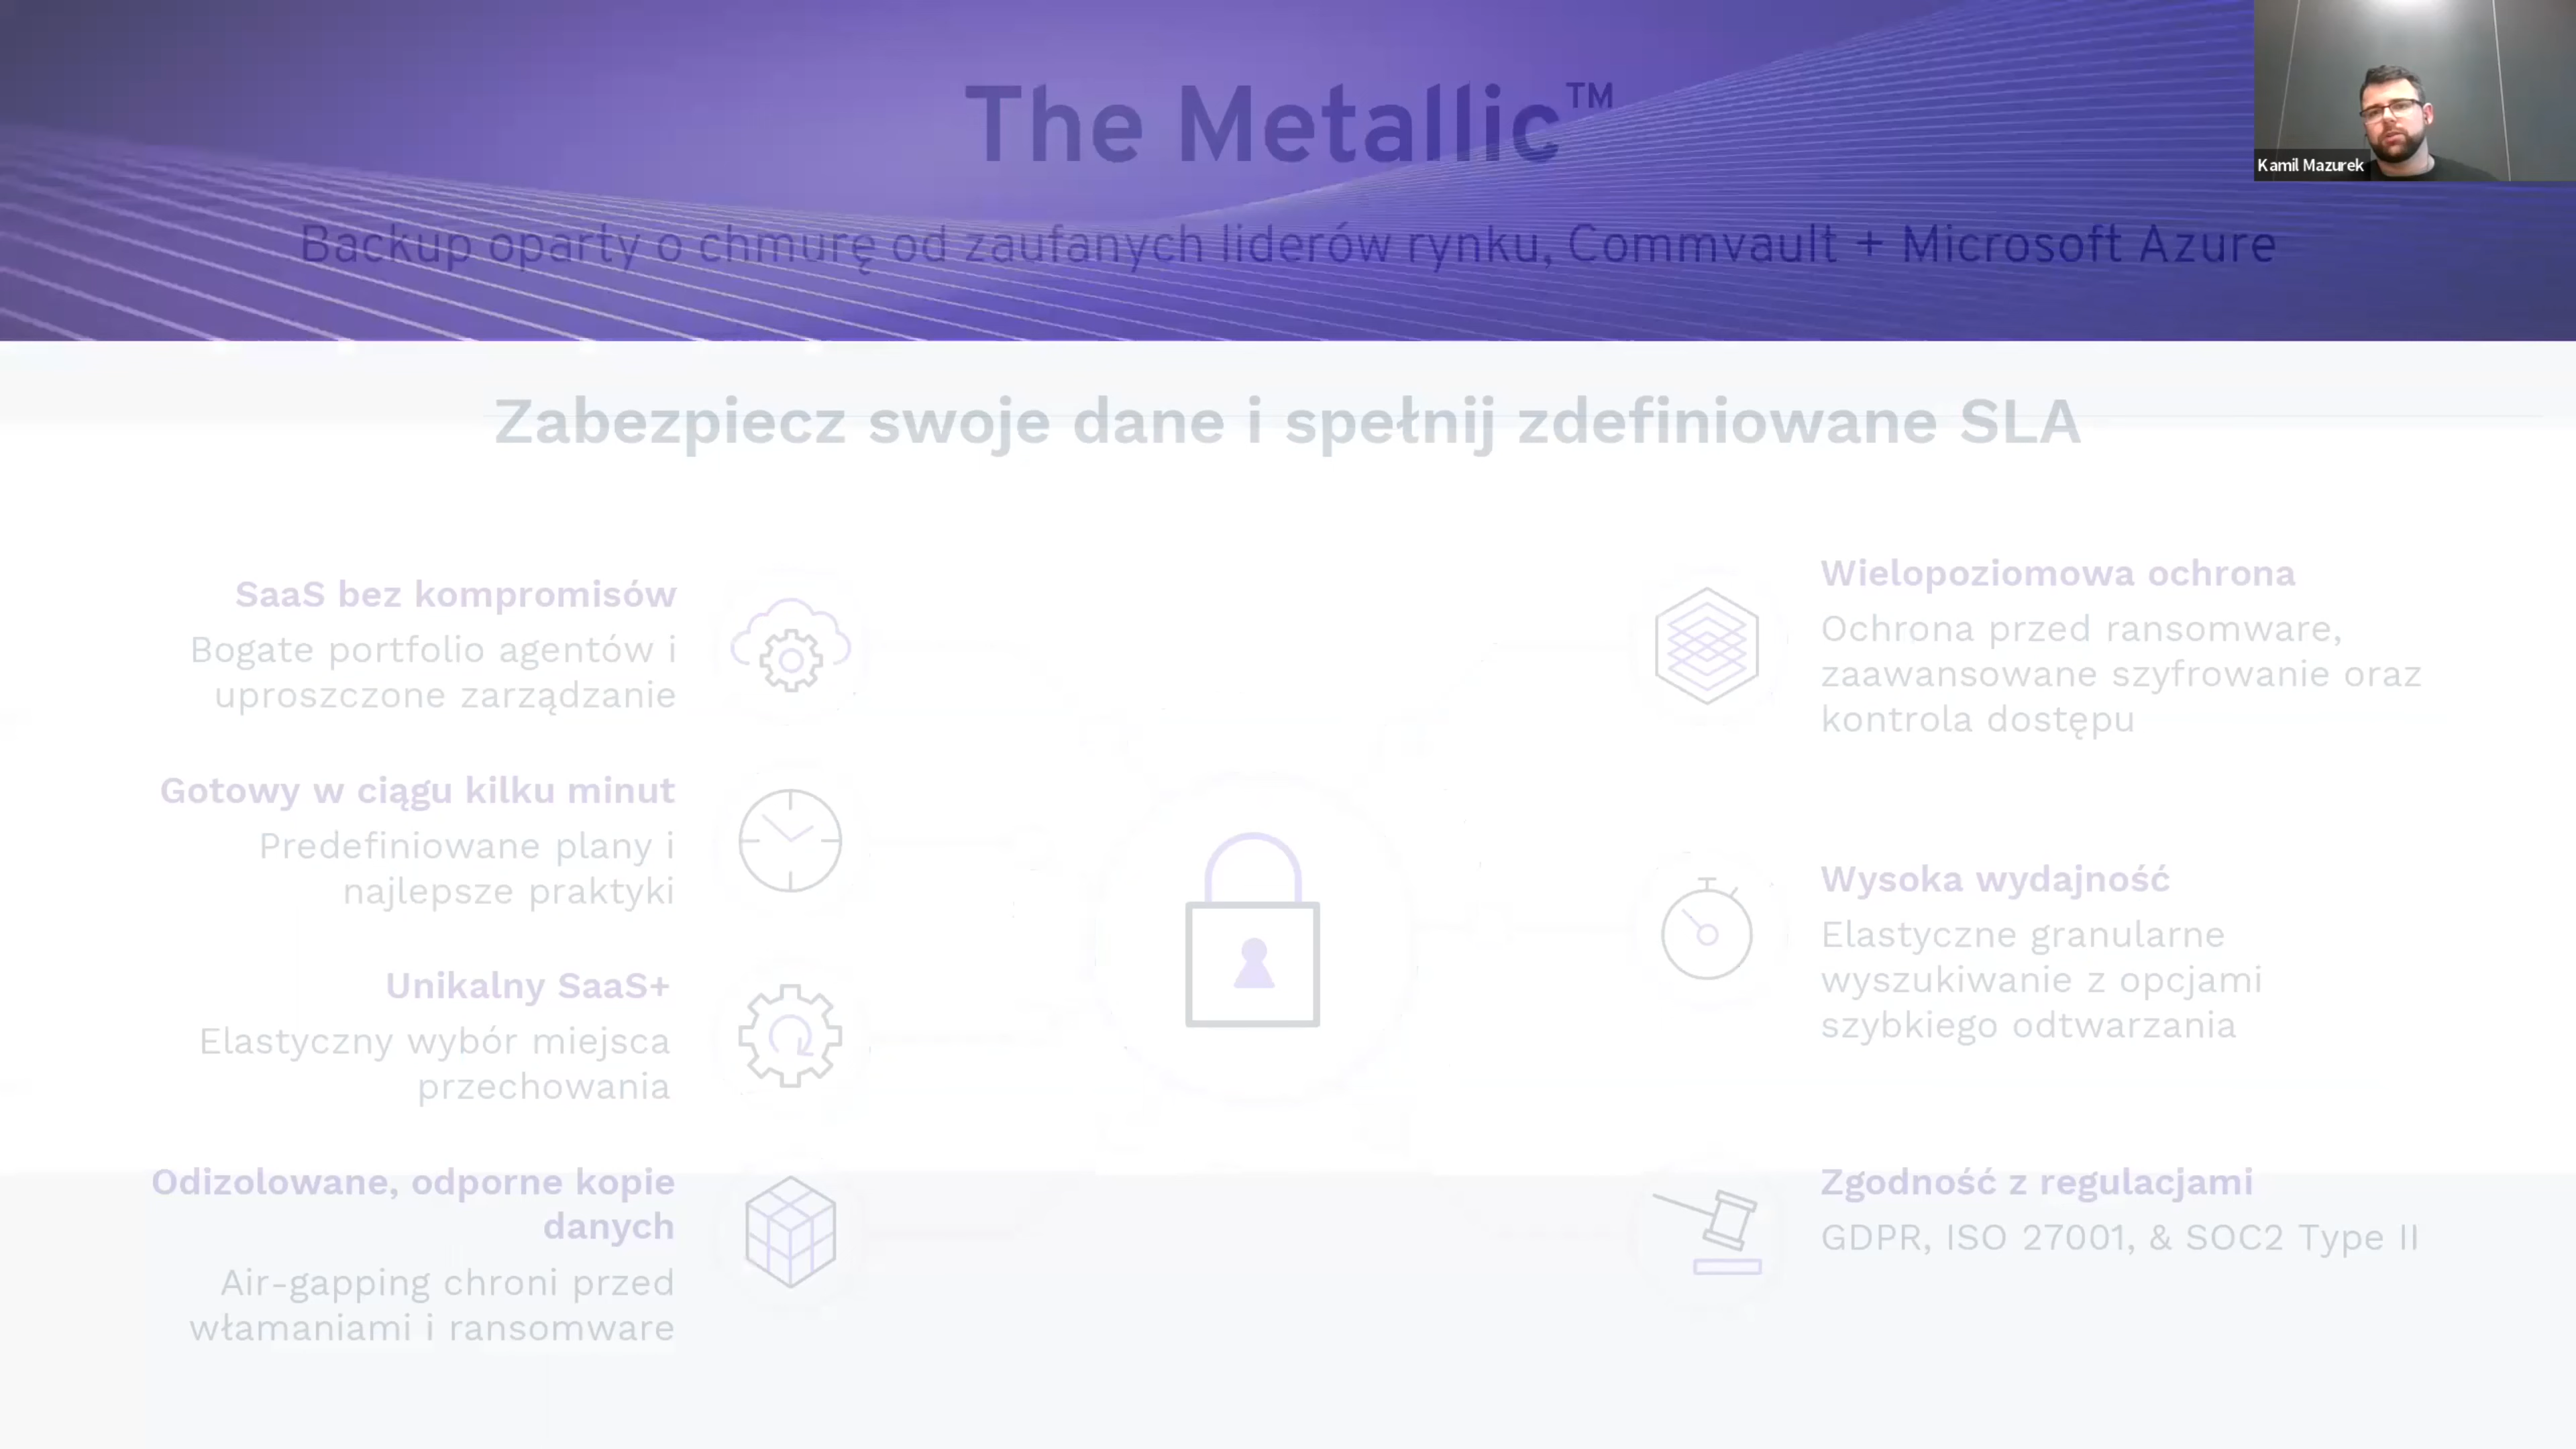 The Metallic™
Kamil Mazurek
Backup oparty o chmurę od zaufanych liderów rynku, Commvault + Microsoft Azure
Zabezpiecz swoje dane i spełnij zdefiniowane SLA
SaaS bez kompromisów
Bogate portfolio agentów i
uproszczone zarządzanie
Gotowy w ciągu kilku minut
Predefiniowane plany i
najlepsze praktyki
Unikalny SaaS+
Elastyczny wybór miejsca
przechowania
Odizolowane, odporne kopie
danych
Air-gapping chroni przed
włamaniami i ransomware
Wielopoziomowa ochrona
Ochrona przed ransomware,
zaawansowane szyfrowanie oraz
kontrola dostępu
Wysoka wydajność
Elastyczne granularne
wyszukiwanie z opcjami
szybkiego odtwarzania
Zgodność z regulacjami
GDPR, ISO 27001, & SOC2 Type II